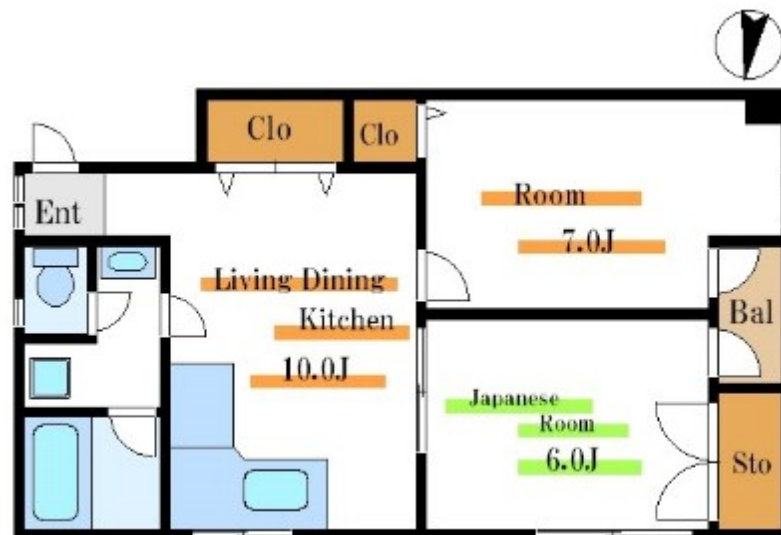 Clo
Clo
Ent
Room
7.0J
Living Dining
Kitchen
10.0J
Bal
Japanese
Room
6.0J
Sto